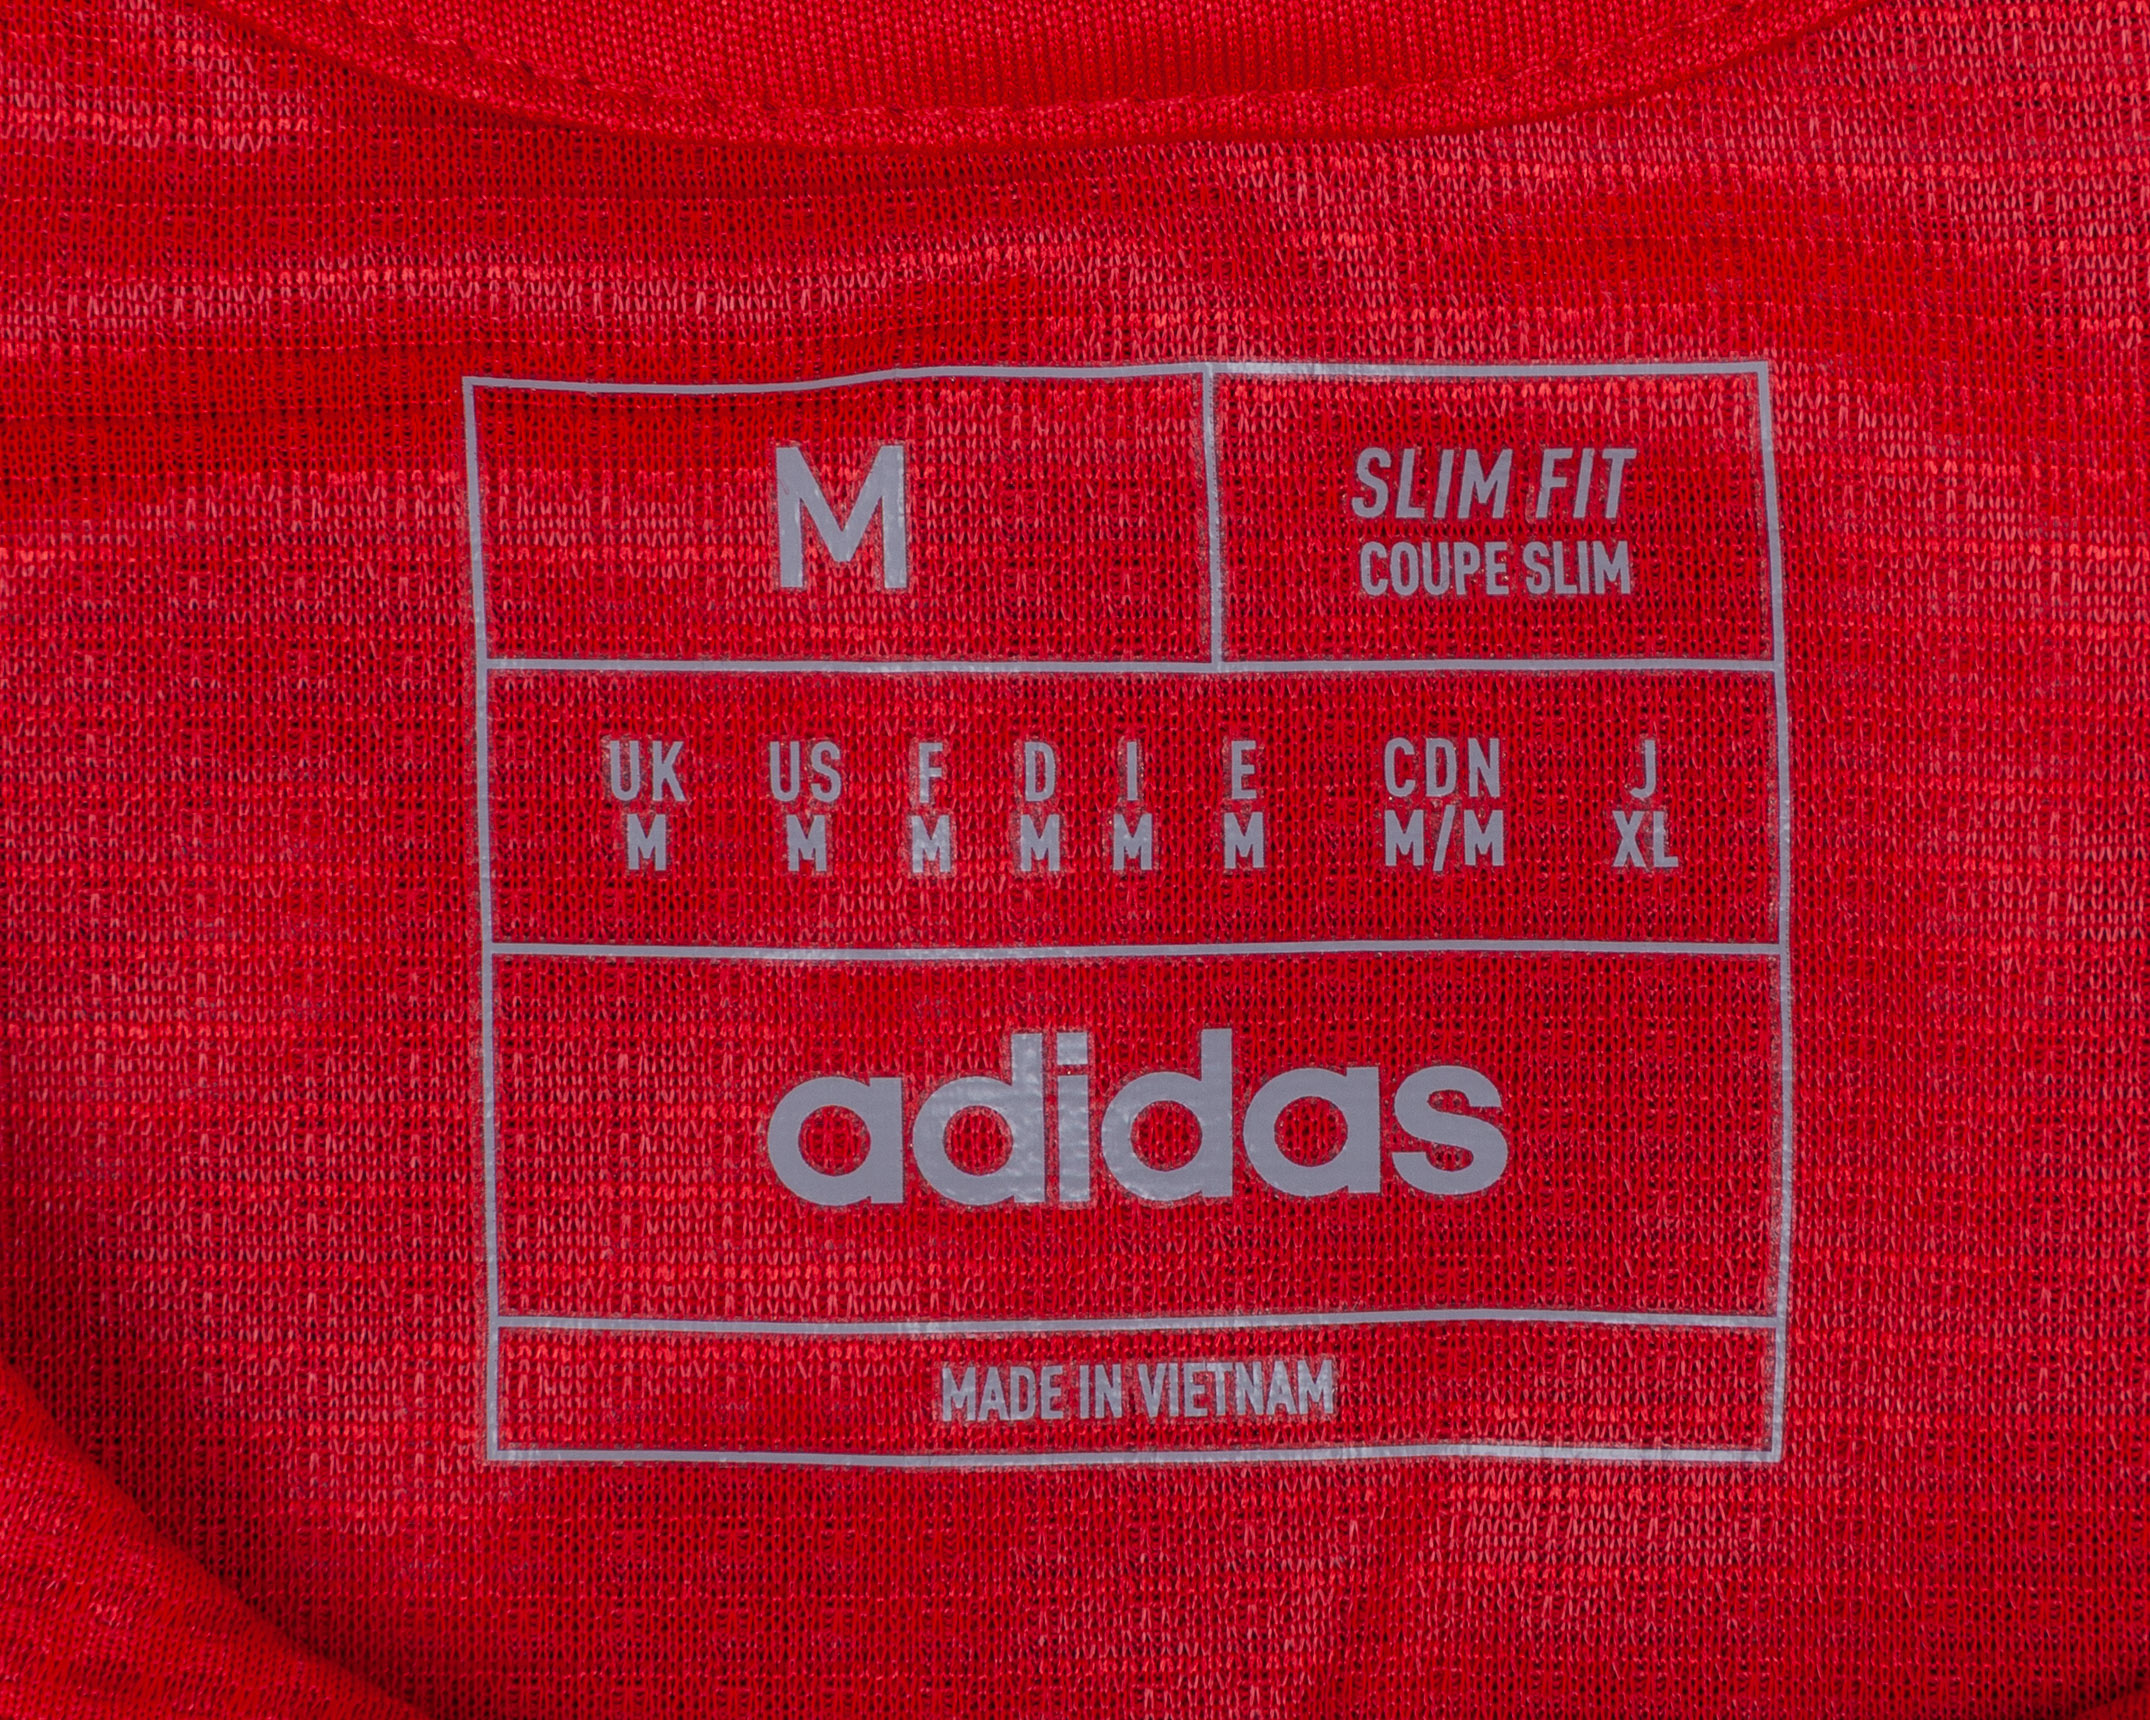 M
SLIM FIT
COUPE SLIM
UK US F D I E CDN J
M M M M M M M/M XL
adidas
MADE IN VIETNAM